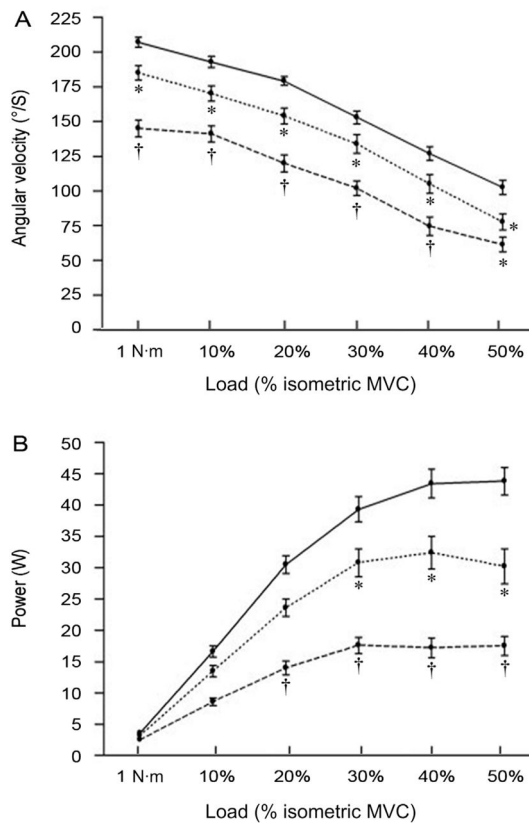 A
225
200
175
150
125
100
75
50
25
0
Angular velocity (°/S)
* * * * * *
† † † † † *
1 N·m 10% 20% 30% 40% 50%
Load (% isometric MVC)
B
50
45
40
35
30
25
20
15
10
5
0
Power (W)
* * *
† † † †
1 N·m 10% 20% 30% 40% 50%
Load (% isometric MVC)